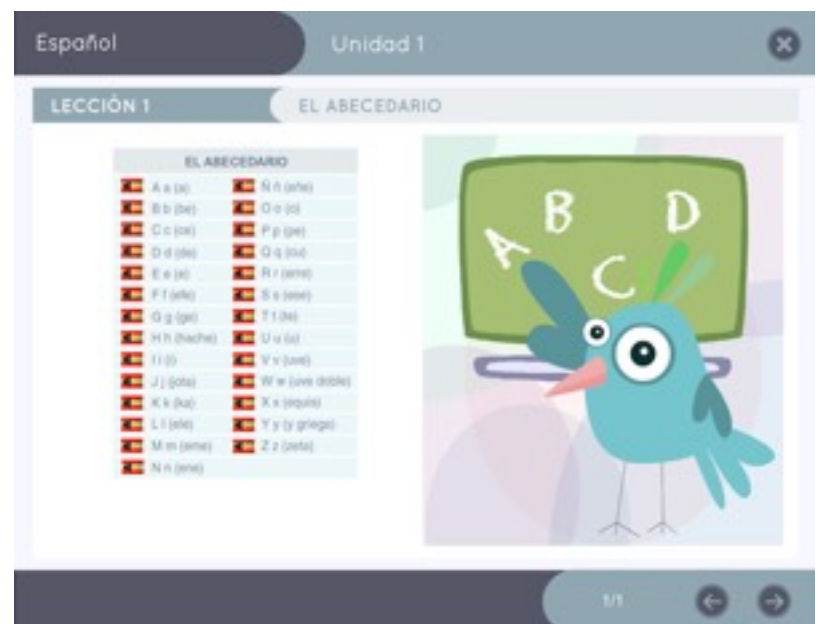 Español
Unidad 1
LECCIÓN 1
EL ABECEDARIO
EL ABECEDARIO
A a (a)
B b (be)
C c (ce)
D d (de)
E e (e)
F f (efe)
G g (ge)
H h (hache)
I i (i)
J j (jota)
K k (ka)
L l (ele)
M m (eme)
N n (ene)
Ñ ñ (eñe)
O o (o)
P p (pe)
Q q (cu)
R r (erre)
S s (ese)
T t (te)
U u (u)
V v (uve)
W w (uve doble)
X x (equis)
Y y (y griega)
Z z (zeta)
A
B
C
D
1/1